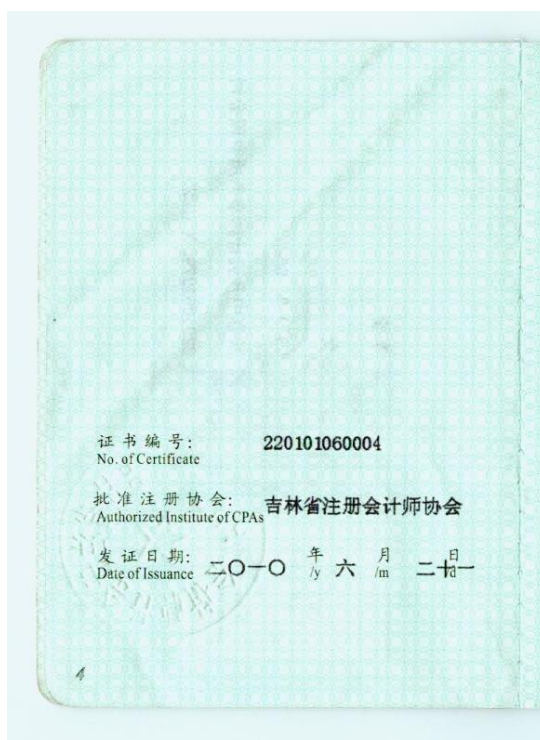 证书编号: 220101060004
No. of Certificate
批准注册协会: 吉林省注册会计师协会
Authorized Institute of CPAs
发证日期: 二〇一〇 年 六 月 二十一 日
Date of Issuance /y /m /d
4